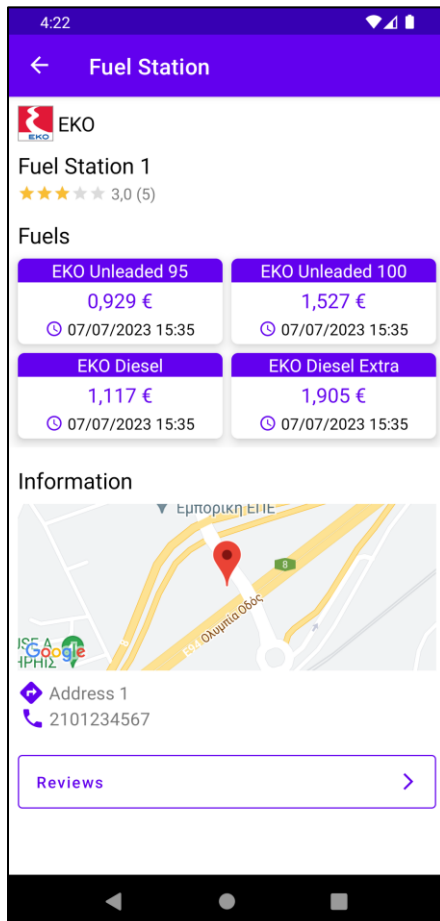 4:22
Fuel Station
EKO
EKO
Fuel Station 1
3,0 (5)
Fuels
EKO Unleaded 95
0,929 €
07/07/2023 15:35
EKO Unleaded 100
1,527 €
07/07/2023 15:35
EKO Diesel
1,117 €
07/07/2023 15:35
EKO Diesel Extra
1,905 €
07/07/2023 15:35
Information
Εμπορική ΕΠΕ
8
Ε94 Ολυμπία Οδός
Google
Address 1
2101234567
Reviews